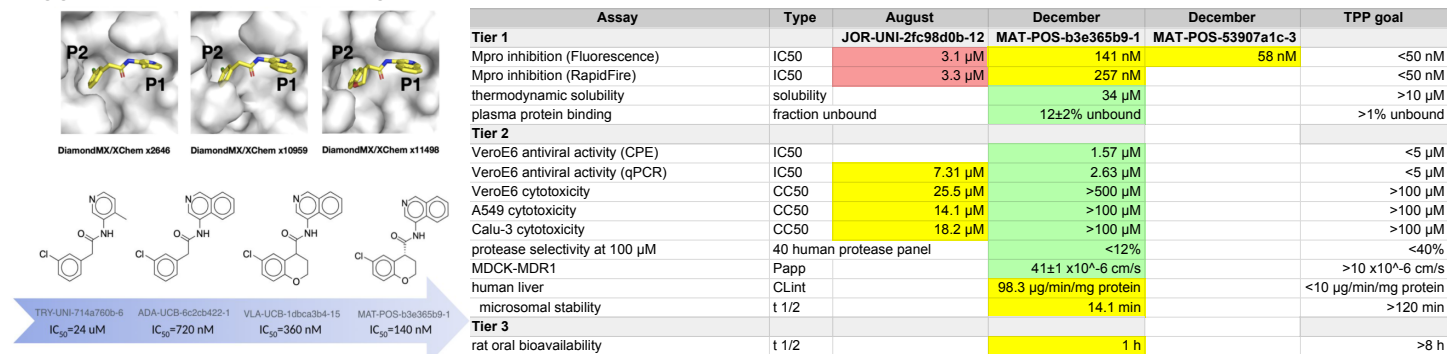 P2
P1
P2
P1
P2
P1
DiamondMX/XChem x2646
DiamondMX/XChem x10959
DiamondMX/XChem x11498
N
NH
O
Cl
N
NH
O
Cl
N
NH
O
Cl
O
N
NH
O
Cl
O
TRY-UNI-714a760b-6
IC50=24 uM
ADA-UCB-6c2cb422-1
IC50=720 nM
VLA-UCB-1dbca3b4-15
IC50=360 nM
MAT-POS-b3e365b9-1
IC50=140 nM
Assay Type August December December TPP goal
Tier 1 JOR-UNI-2fc98d0b-12 MAT-POS-b3e365b9-1 MAT-POS-53907a1c-3
Mpro inhibition (Fluorescence) IC50 3.1 µM 141 nM 58 nM <50 nM
Mpro inhibition (RapidFire) IC50 3.3 µM 257 nM <50 nM
thermodynamic solubility solubility 34 µM >10 µM
plasma protein binding fraction unbound 12±2% unbound >1% unbound
Tier 2
VeroE6 antiviral activity (CPE) IC50 1.57 µM <5 µM
VeroE6 antiviral activity (qPCR) IC50 7.31 µM 2.63 µM <5 µM
VeroE6 cytotoxicity CC50 25.5 µM >500 µM >100 µM
A549 cytotoxicity CC50 14.1 µM >100 µM >100 µM
Calu-3 cytotoxicity CC50 18.2 µM >100 µM >100 µM
protease selectivity at 100 µM 40 human protease panel <12% <40%
MDCK-MDR1 Papp 41±1 x10^-6 cm/s >10 x10^-6 cm/s
human liver CLint 98.3 µg/min/mg protein <10 µg/min/mg protein
microsomal stability t 1/2 14.1 min >120 min
Tier 3
rat oral bioavailability t 1/2 1 h >8 h